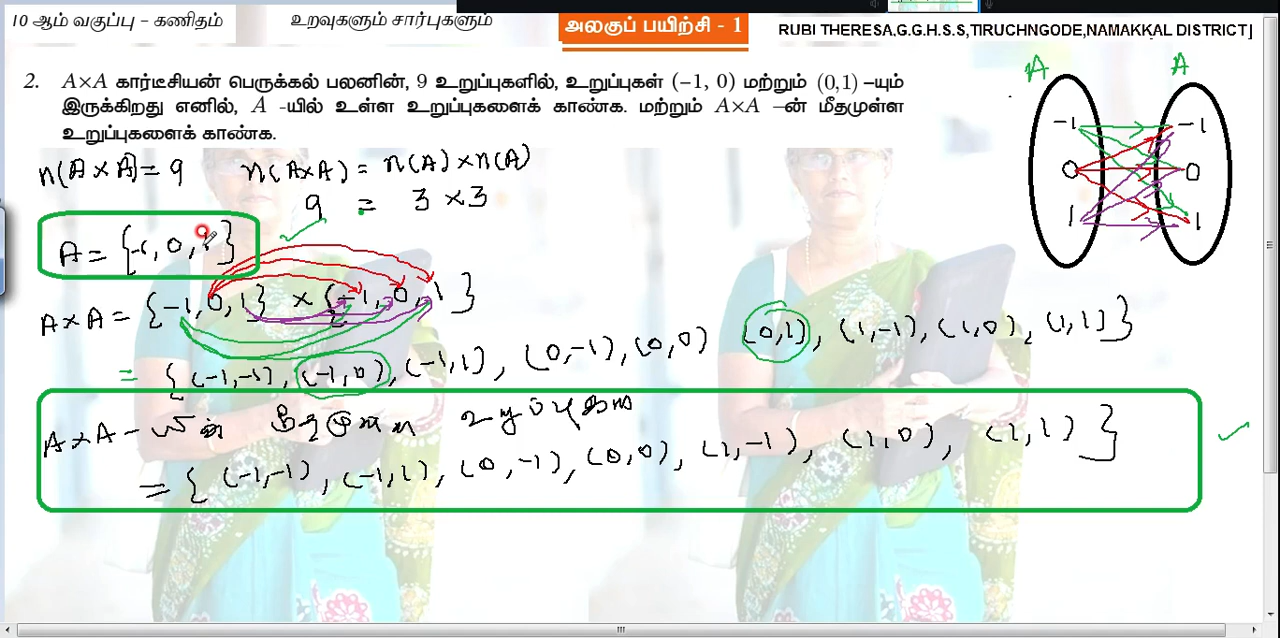 10 ஆம் வகுப்பு – கணிதம் உறவுகளும் சார்புகளும் அலகுப் பயிற்சி - 1 RUBI THERESA,G.G.H.S.S,TIRUCHNGODE,NAMAKKAL DISTRICT]
2. A×A கார்டீசியன் பெருக்கல் பலனின், 9 உறுப்புகளில், உறுப்புகள் (−1, 0) மற்றும் (0,1) −யும்
இருக்கிறது எனில், A -யில் உள்ள உறுப்புகளைக் காண்க. மற்றும் A×A −ன் மீதமுள்ள
உறுப்புகளைக் காண்க.
A A
-1 -1
0 0
1 1
n(A×A)=9 n(A×A) = n(A)×n(A)
9 = 3 ×3
A = {-1, 0, 1}
A×A = {-1,0,1} × {-1,0,1}
= {(-1,-1), (-1,0), (-1,1), (0,-1), (0,0) (0,1), (1,-1), (1,0), (1,1)}
A×A - யின் மீதமுள்ள உறுப்புகள்
= { (-1,-1), (-1,1), (0,-1), (0,0), (1,-1), (1,0), (1,1) }